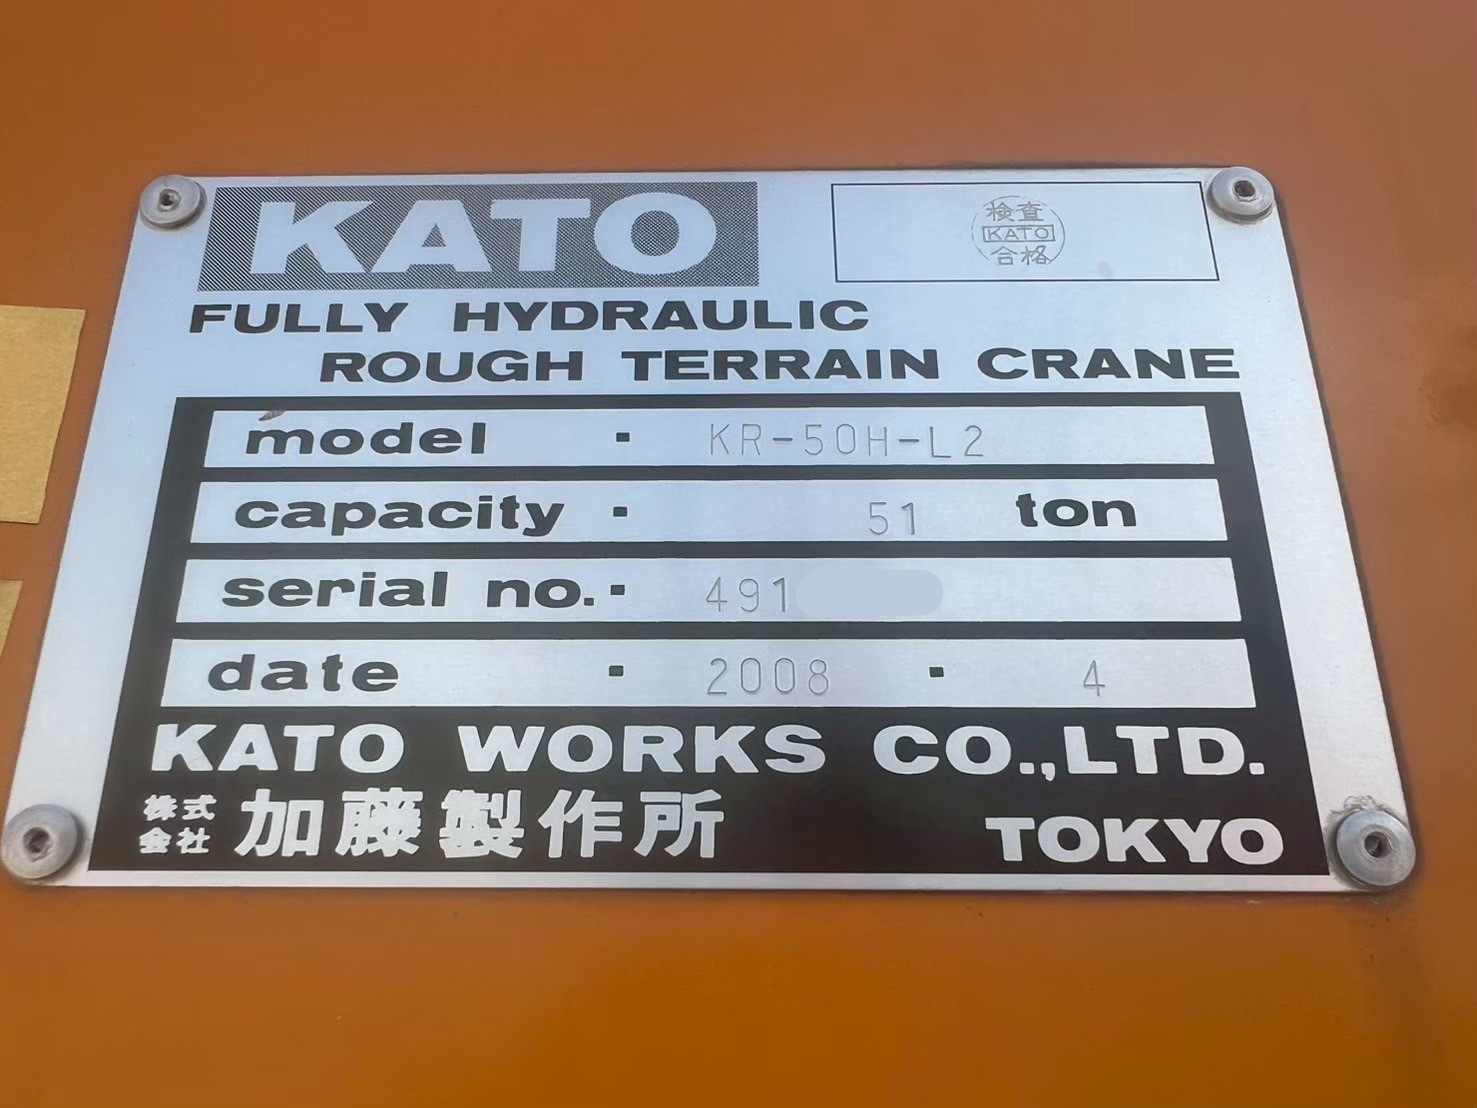 KATO
検査
KATO
合格
FULLY HYDRAULIC
ROUGH TERRAIN CRANE
model · KR-50H-L2
capacity · 51 ton
serial no. · 491
date · 2008 · 4
KATO WORKS CO.,LTD.
株式会社 加藤製作所 TOKYO